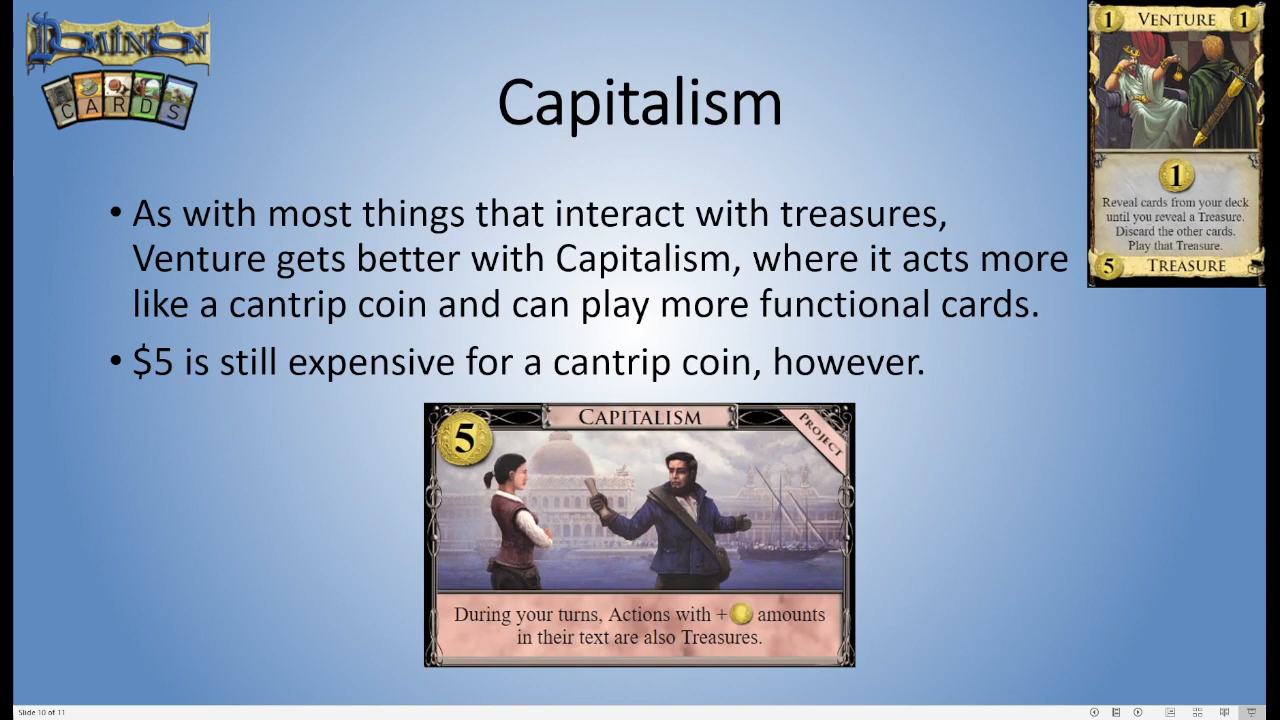 DOMINION
CARDS
Capitalism
1 VENTURE 1
1
Reveal cards from your deck
until you reveal a Treasure.
Discard the other cards.
Play that Treasure.
5 TREASURE
• As with most things that interact with treasures,
Venture gets better with Capitalism, where it acts more
like a cantrip coin and can play more functional cards.
• $5 is still expensive for a cantrip coin, however.
CAPITALISM
5
PROJECT
During your turns, Actions with + amounts
in their text are also Treasures.
Slide 10 of 11